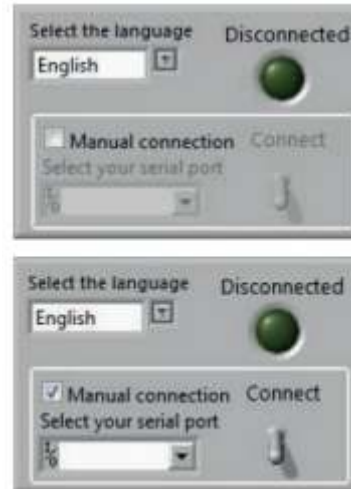 Select the language Disconnected
English
Manual connection Connect
Select your serial port
Select the language Disconnected
English
Manual connection Connect
Select your serial port